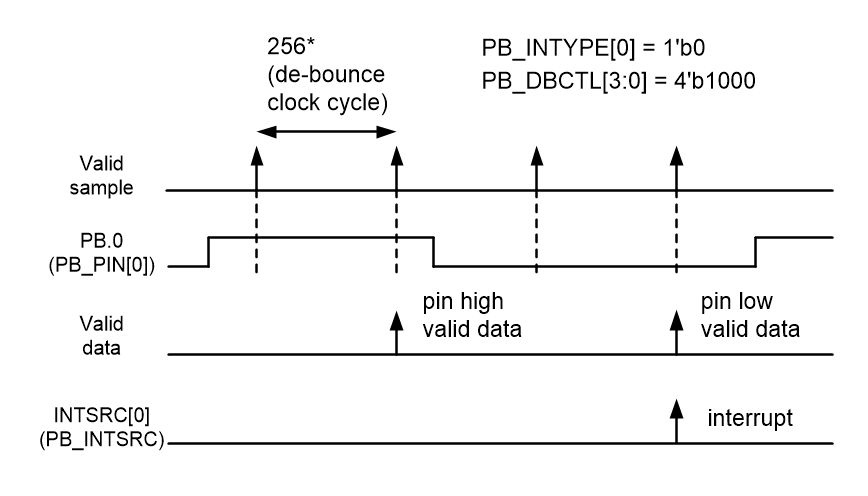 256*
(de-bounce
clock cycle)
PB_INTYPE[0] = 1'b0
PB_DBCTL[3:0] = 4'b1000
Valid
sample
PB.0
(PB_PIN[0])
pin high
valid data
pin low
valid data
Valid
data
INTSRC[0]
(PB_INTSRC)
interrupt